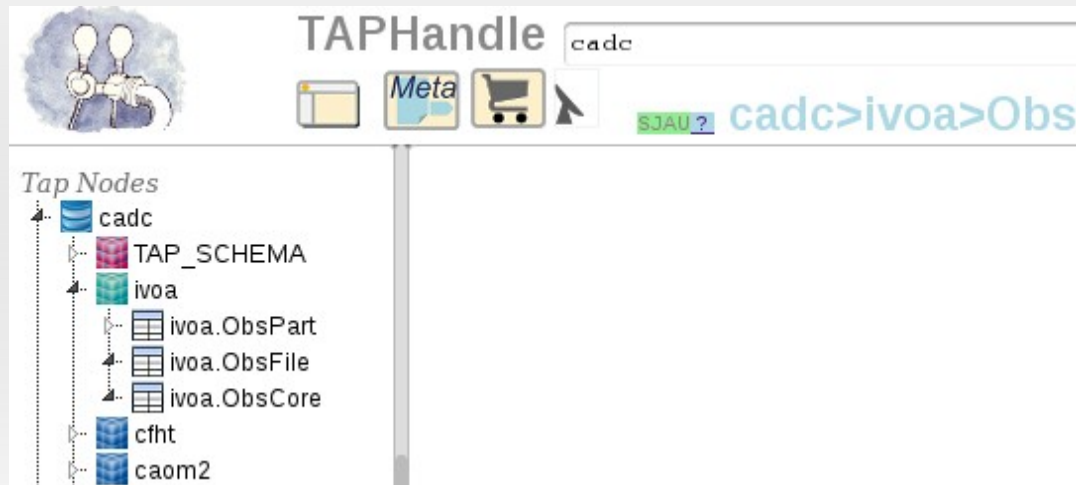 TAPHandle cadc
Meta
SJAU ? cadc>ivoa>Obs
Tap Nodes
cadc
TAP_SCHEMA
ivoa
ivoa.ObsPart
ivoa.ObsFile
ivoa.ObsCore
cfht
caom2